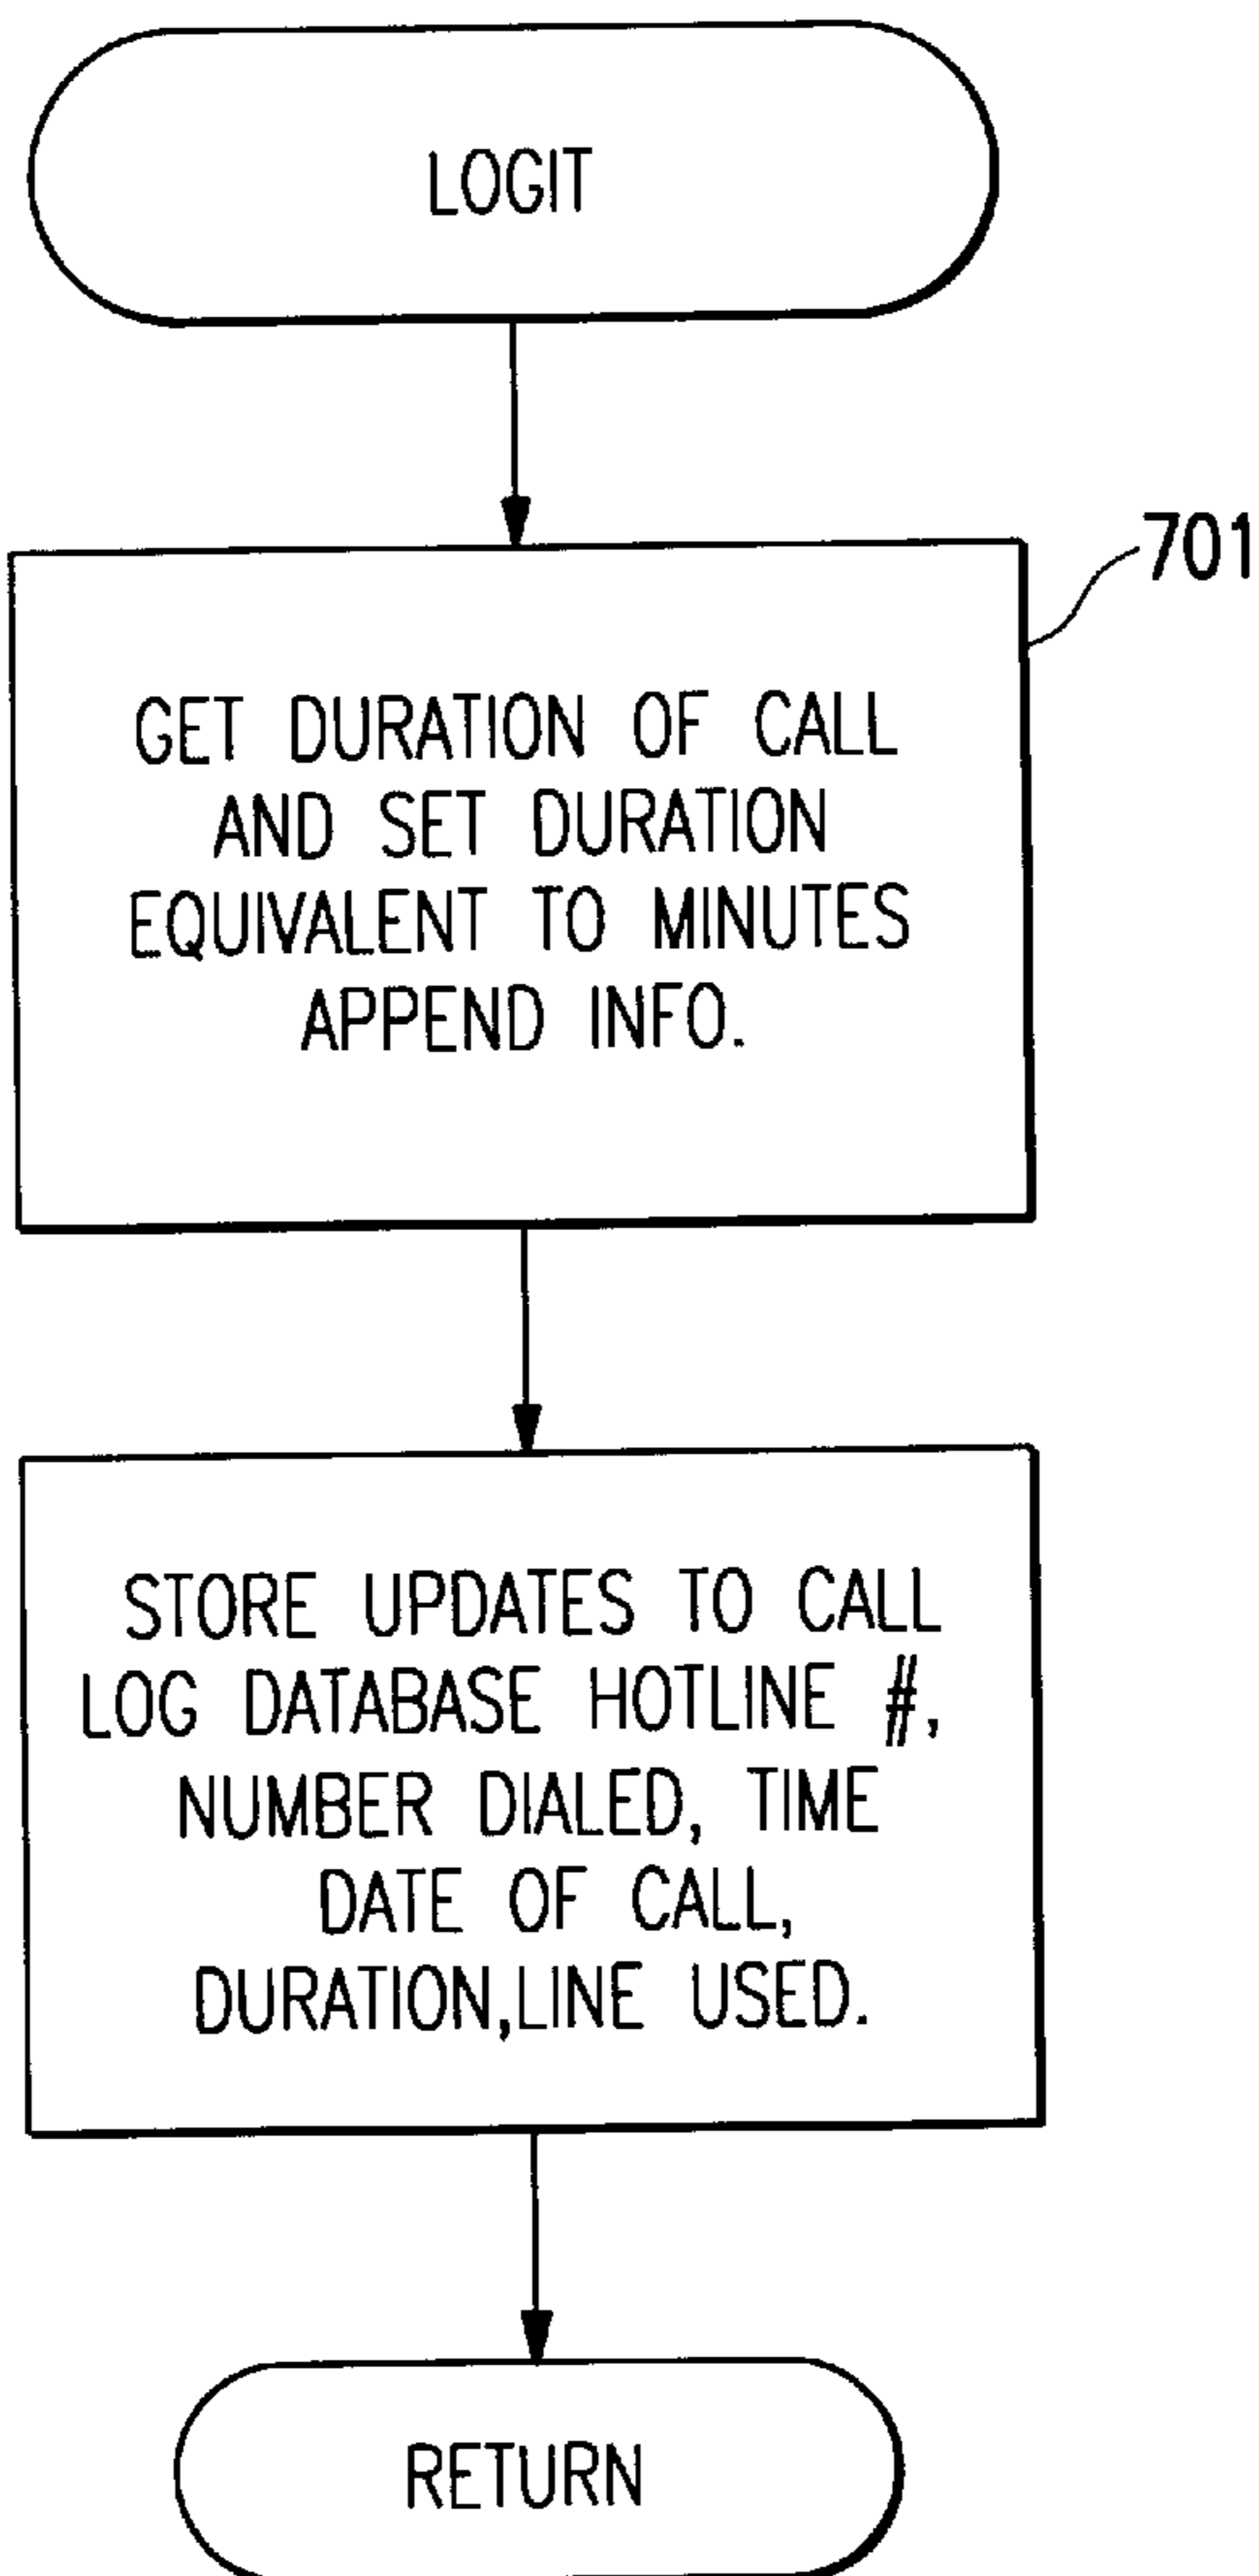 LOGIT
701
GET DURATION OF CALL
AND SET DURATION
EQUIVALENT TO MINUTES
APPEND INFO.
STORE UPDATES TO CALL
LOG DATABASE HOTLINE #,
NUMBER DIALED, TIME
DATE OF CALL,
DURATION,LINE USED.
RETURN